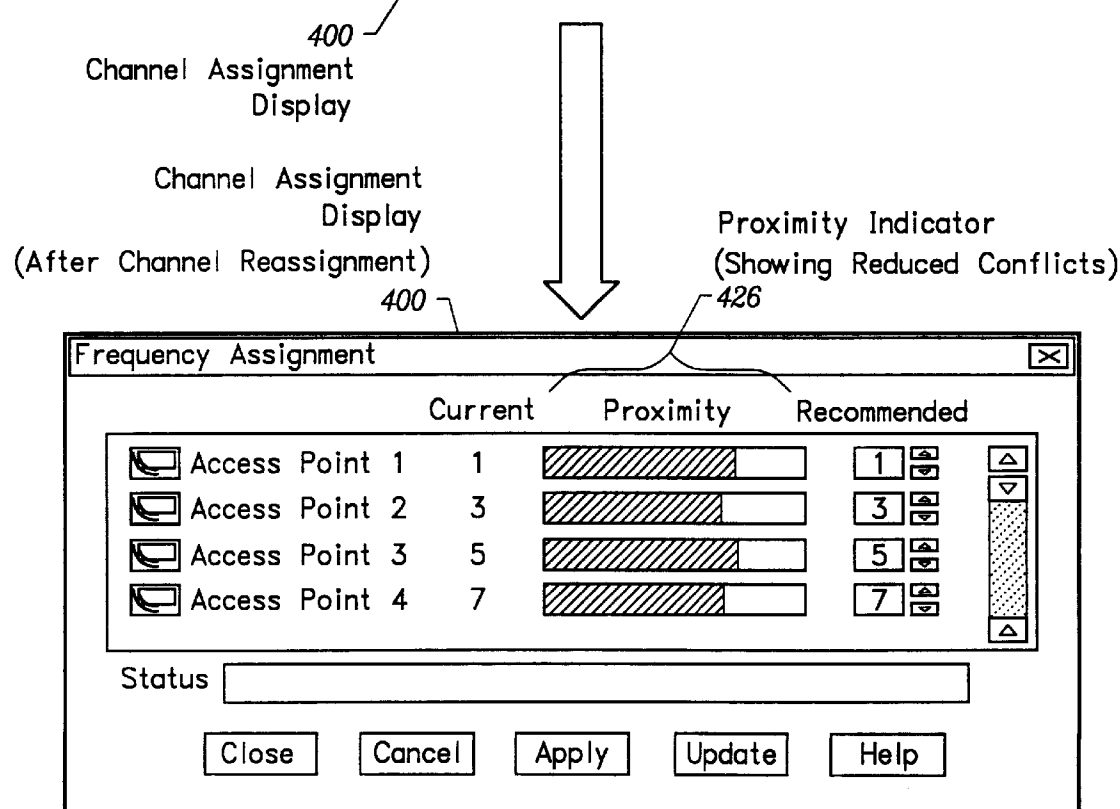 400
Channel Assignment
Display
Channel Assignment
Display
(After Channel Reassignment)
400
Proximity Indicator
(Showing Reduced Conflicts)
426
Frequency Assignment
Current Proximity Recommended
Access Point 1 1 1
Access Point 2 3 3
Access Point 3 5 5
Access Point 4 7 7
Status
Close Cancel Apply Update Help